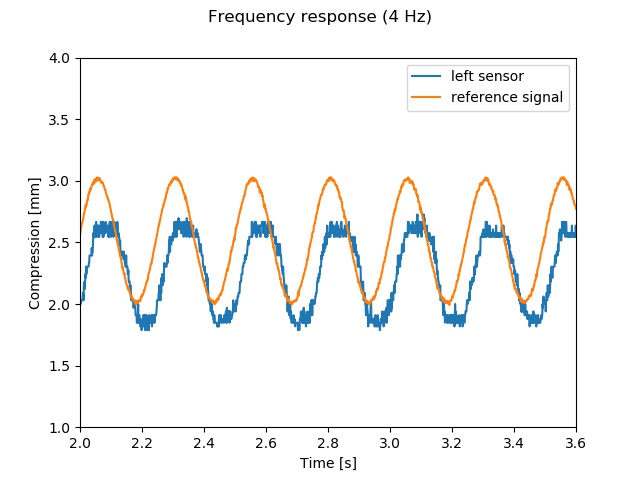 Frequency response (4 Hz)
left sensor
reference signal
4.0
3.5
3.0
2.5
2.0
1.5
1.0
Compression [mm]
2.0 2.2 2.4 2.6 2.8 3.0 3.2 3.4 3.6
Time [s]